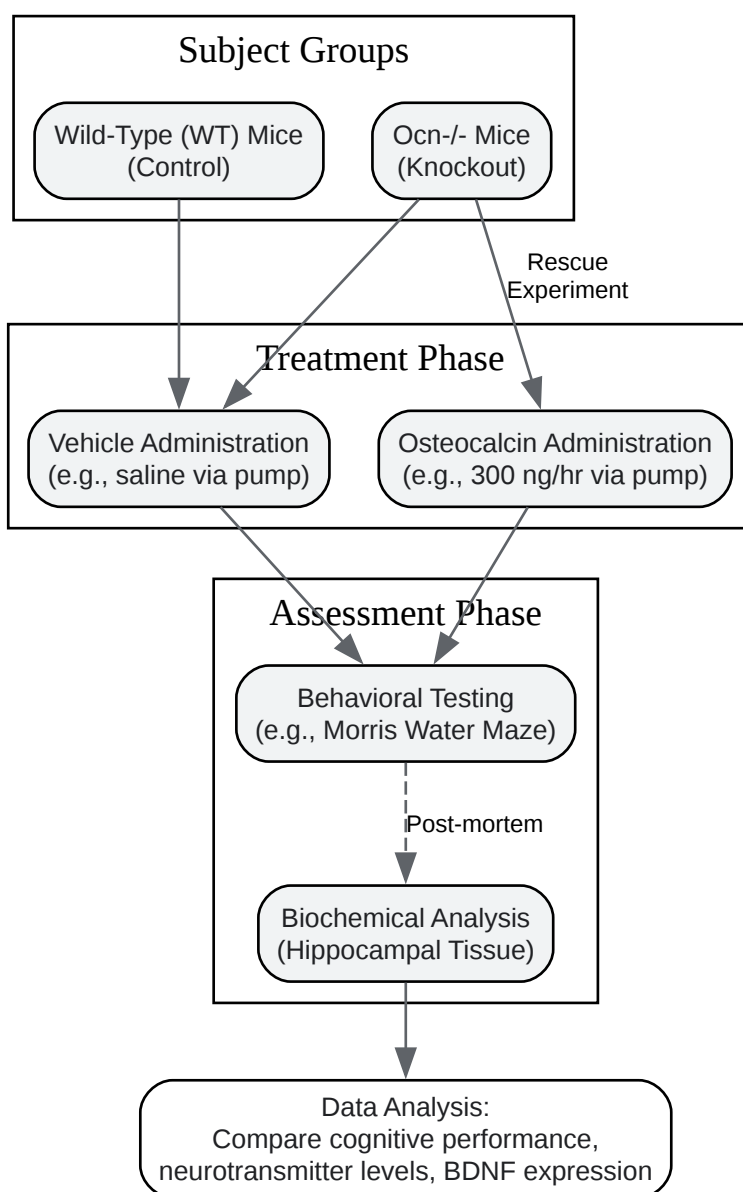 Subject Groups
Wild-Type (WT) Mice
(Control)
Ocn-/- Mice
(Knockout)
Rescue
Experiment
Treatment Phase
Vehicle Administration
(e.g., saline via pump)
Osteocalcin Administration
(e.g., 300 ng/hr via pump)
Assessment Phase
Behavioral Testing
(e.g., Morris Water Maze)
Post-mortem
Biochemical Analysis
(Hippocampal Tissue)
Data Analysis:
Compare cognitive performance,
neurotransmitter levels, BDNF expression